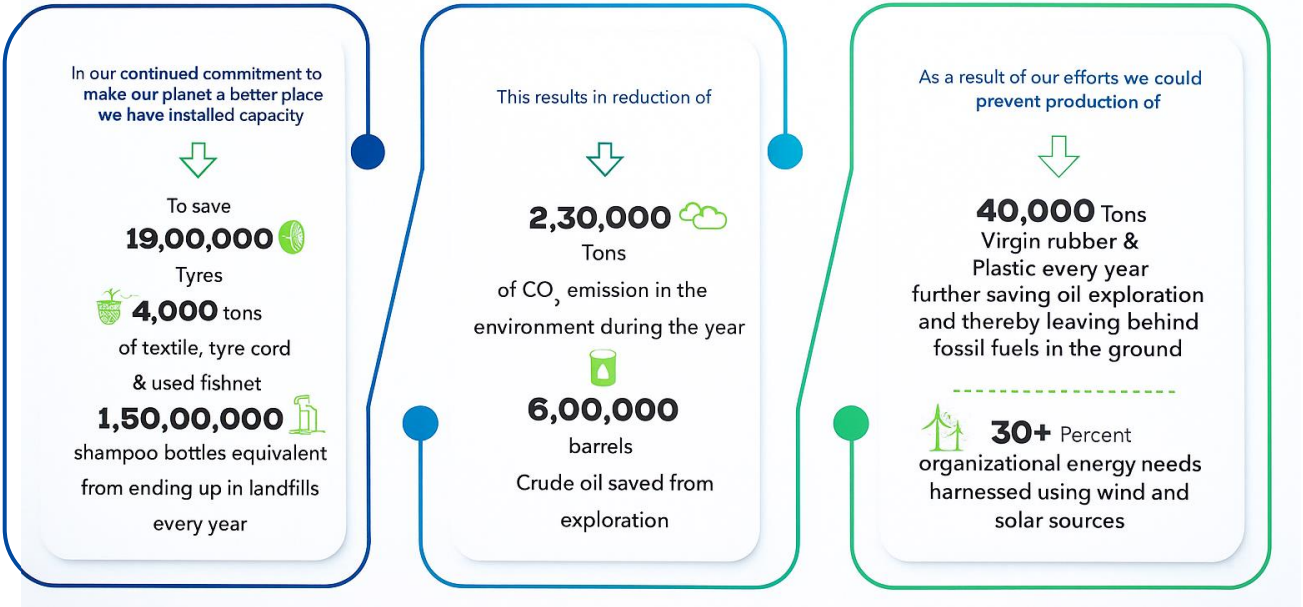 In our continued commitment to
make our planet a better place
we have installed capacity
To save
19,00,000
Tyres
4,000 tons
of textile, tyre cord
& used fishnet
1,50,00,000
shampoo bottles equivalent
from ending up in landfills
every year
This results in reduction of
2,30,000
Tons
of CO₂ emission in the
environment during the year
6,00,000
barrels
Crude oil saved from
exploration
As a result of our efforts we could
prevent production of
40,000 Tons
Virgin rubber &
Plastic every year
further saving oil exploration
and thereby leaving behind
fossil fuels in the ground
30+ Percent
organizational energy needs
harnessed using wind and
solar sources